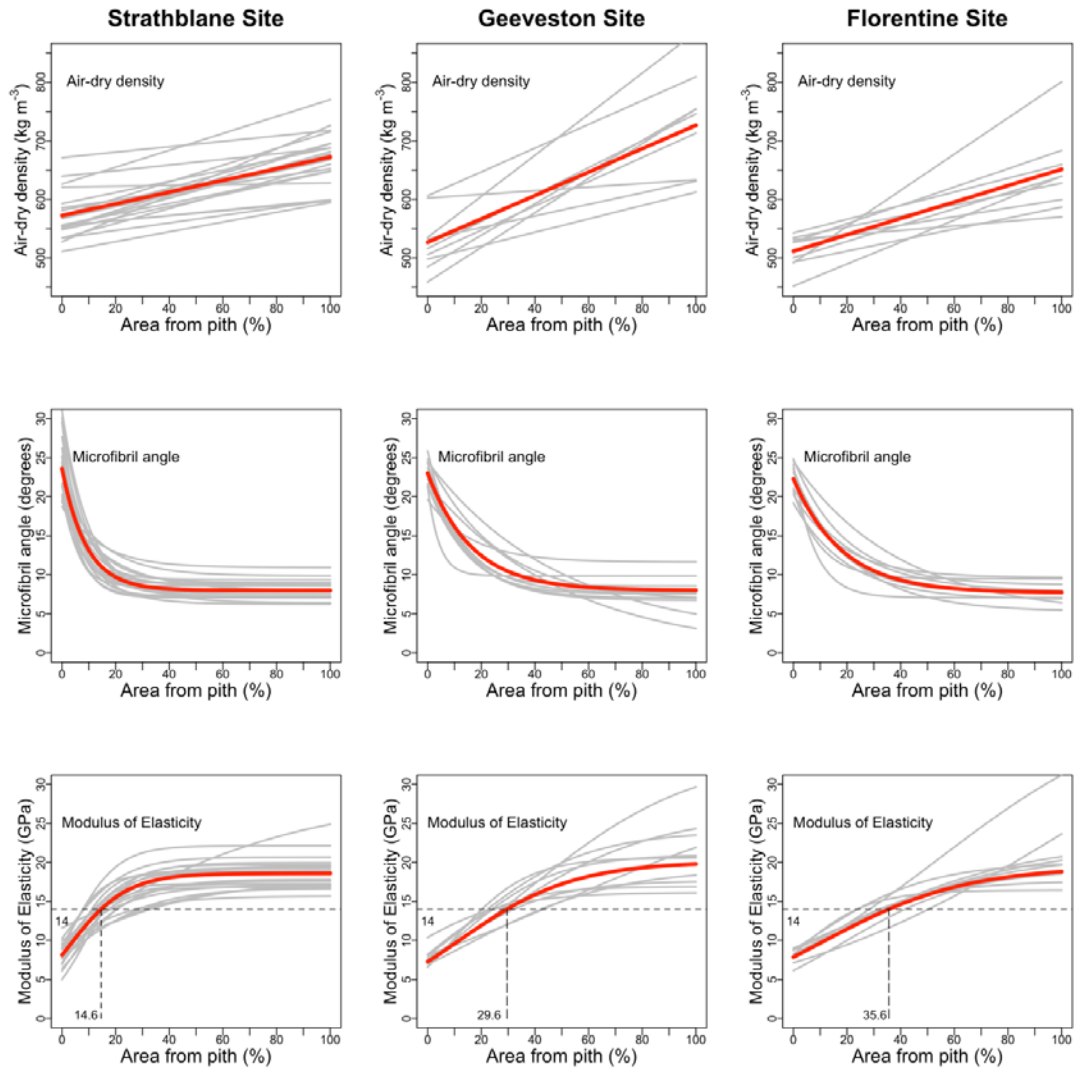 Strathblane Site
Geeveston Site
Florentine Site
Air-dry density (kg m⁻³)
800
700
600
500
Air-dry density
0 20 40 60 80 100
Area from pith (%)
Air-dry density (kg m⁻³)
800
700
600
500
Air-dry density
0 20 40 60 80 100
Area from pith (%)
Air-dry density (kg m⁻³)
800
700
600
500
Air-dry density
0 20 40 60 80 100
Area from pith (%)
Microfibril angle (degrees)
30
25
20
15
10
5
0
Microfibril angle
0 20 40 60 80 100
Area from pith (%)
Microfibril angle (degrees)
30
25
20
15
10
5
0
Microfibril angle
0 20 40 60 80 100
Area from pith (%)
Microfibril angle (degrees)
30
25
20
15
10
5
0
Microfibril angle
0 20 40 60 80 100
Area from pith (%)
Modulus of Elasticity (GPa)
30
25
20
15
10
5
0
Modulus of Elasticity
14
14.6
0 20 40 60 80 100
Area from pith (%)
Modulus of Elasticity (GPa)
30
25
20
15
10
5
0
Modulus of Elasticity
14
29.6
0 20 40 60 80 100
Area from pith (%)
Modulus of Elasticity (GPa)
30
25
20
15
10
5
0
Modulus of Elasticity
14
35.6
0 20 40 60 80 100
Area from pith (%)